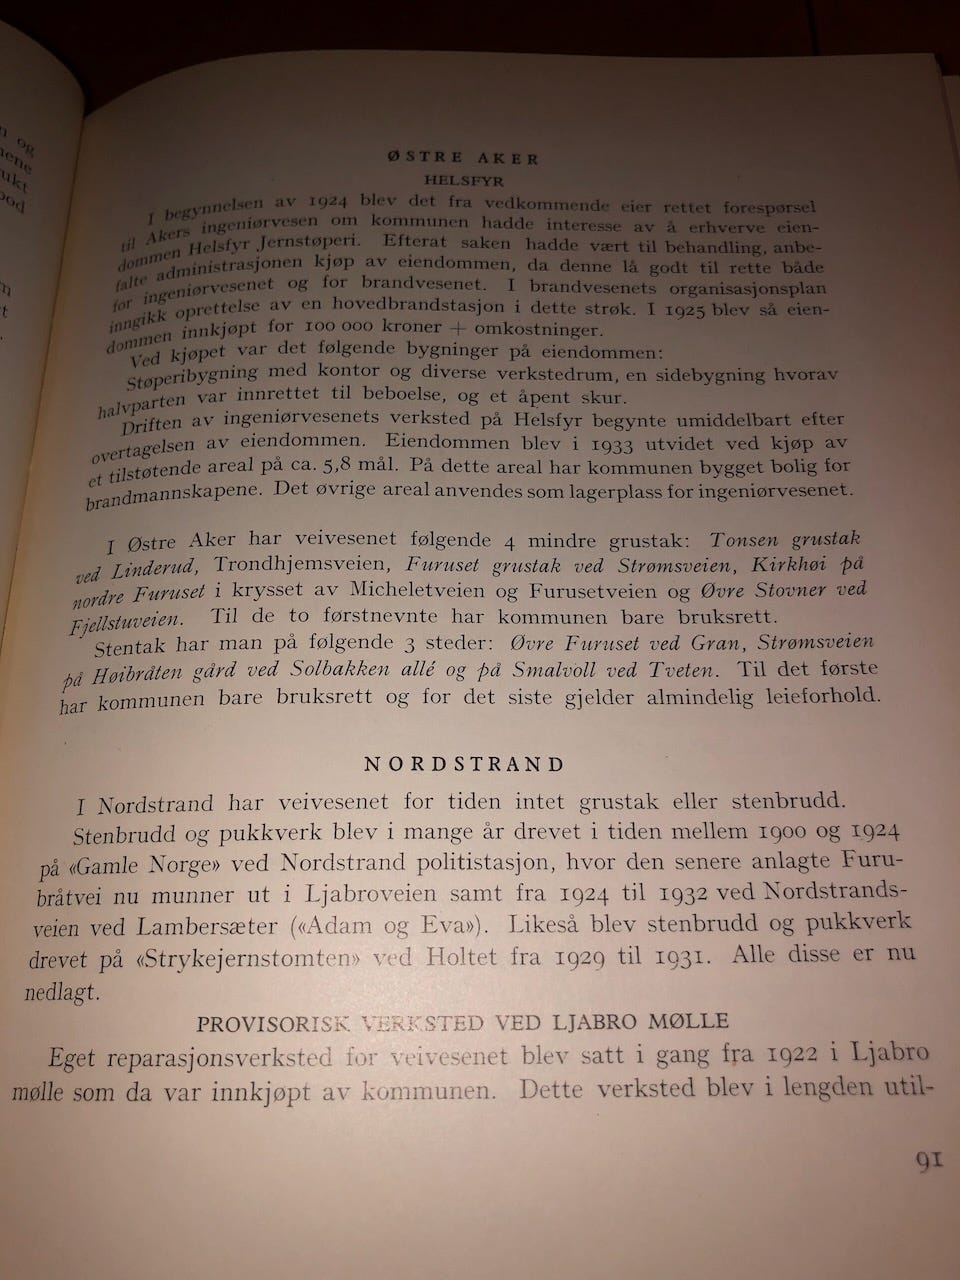 n og
nene
ukt
pod
n
t
ØSTRE AKER
HELSFYR
I begynnelsen av 1924 blev det fra vedkommende eier rettet forespørsel
til Akers ingeniørvesen om kommunen hadde interesse av å erhverve eien-
dommen Helsfyr Jernstøperi. Efterat saken hadde vært til behandling, anbe-
falte administrasjonen kjøp av eiendommen, da denne lå godt til rette både
for ingeniørvesenet og for brandvesenet. I brandvesenets organisasjonsplan
inngikk oprettelse av en hovedbrandstasjon i dette strøk. I 1925 blev så eien-
dommen innkjøpt for 100 000 kroner + omkostninger.
Ved kjøpet var det følgende bygninger på eiendommen:
Støperibygning med kontor og diverse verkstedrum, en sidebygning hvorav
halvparten var innrettet til beboelse, og et åpent skur.
Driften av ingeniørvesenets verksted på Helsfyr begynte umiddelbart efter
overtagelsen av eiendommen. Eiendommen blev i 1933 utvidet ved kjøp av
et tilstøtende areal på ca. 5,8 mål. På dette areal har kommunen bygget bolig for
brandmannskapene. Det øvrige areal anvendes som lagerplass for ingeniørvesenet.
I Østre Aker har veivesenet følgende 4 mindre grustak: Tonsen grustak
ved Linderud, Trondhjemsveien, Furuset grustak ved Strømsveien, Kirkhøi på
nordre Furuset i krysset av Micheletveien og Furusetveien og Øvre Stovner ved
Fjellstuveien. Til de to førstnevnte har kommunen bare bruksrett.
Stentak har man på følgende 3 steder: Øvre Furuset ved Gran, Strømsveien
på Høibråten gård ved Solbakken allé og på Smalvoll ved Tveten. Til det første
har kommunen bare bruksrett og for det siste gjelder almindelig leieforhold.
NORDSTRAND
I Nordstrand har veivesenet for tiden intet grustak eller stenbrudd.
Stenbrudd og pukkverk blev i mange år drevet i tiden mellem 1900 og 1924
på «Gamle Norge» ved Nordstrand politistasjon, hvor den senere anlagte Furu-
bråtvei nu munner ut i Ljabroveien samt fra 1924 til 1932 ved Nordstrands-
veien ved Lambersæter («Adam og Eva»). Likeså blev stenbrudd og pukkverk
drevet på «Strykejernstomten» ved Holtet fra 1929 til 1931. Alle disse er nu
nedlagt.
PROVISORISK VERKSTED VED LJABRO MØLLE
Eget reparasjonsverksted for veivesenet blev satt i gang fra 1922 i Ljabro
mølle som da var innkjøpt av kommunen. Dette verksted blev i lengden util-
91